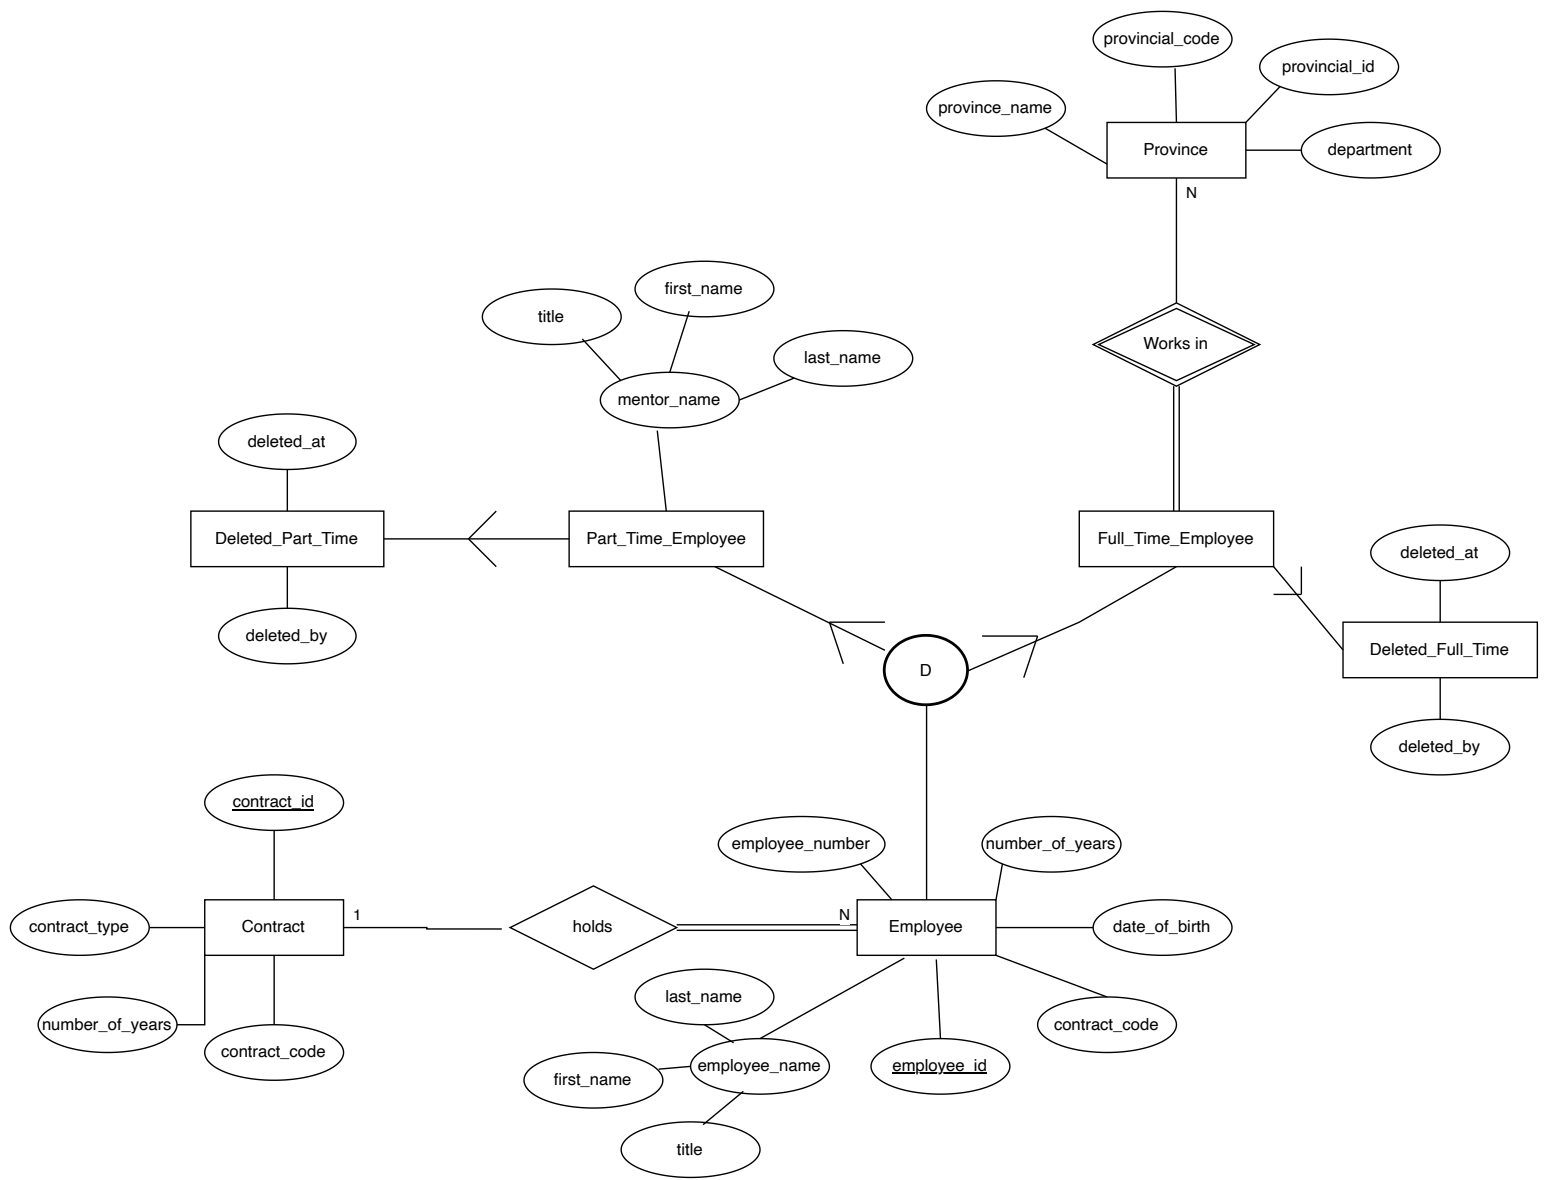 provincial_code
provincial_id
province_name
Province
department
N
first_name
title
Works in
last_name
mentor_name
deleted_at
Deleted_Part_Time
Part_Time_Employee
Full_Time_Employee
deleted_at
deleted_by
D
Deleted_Full_Time
deleted_by
contract_id
employee_number
number_of_years
contract_type
Contract
1
holds
N
Employee
date_of_birth
last_name
number_of_years
contract_code
contract_code
first_name
employee_name
employee_id
title